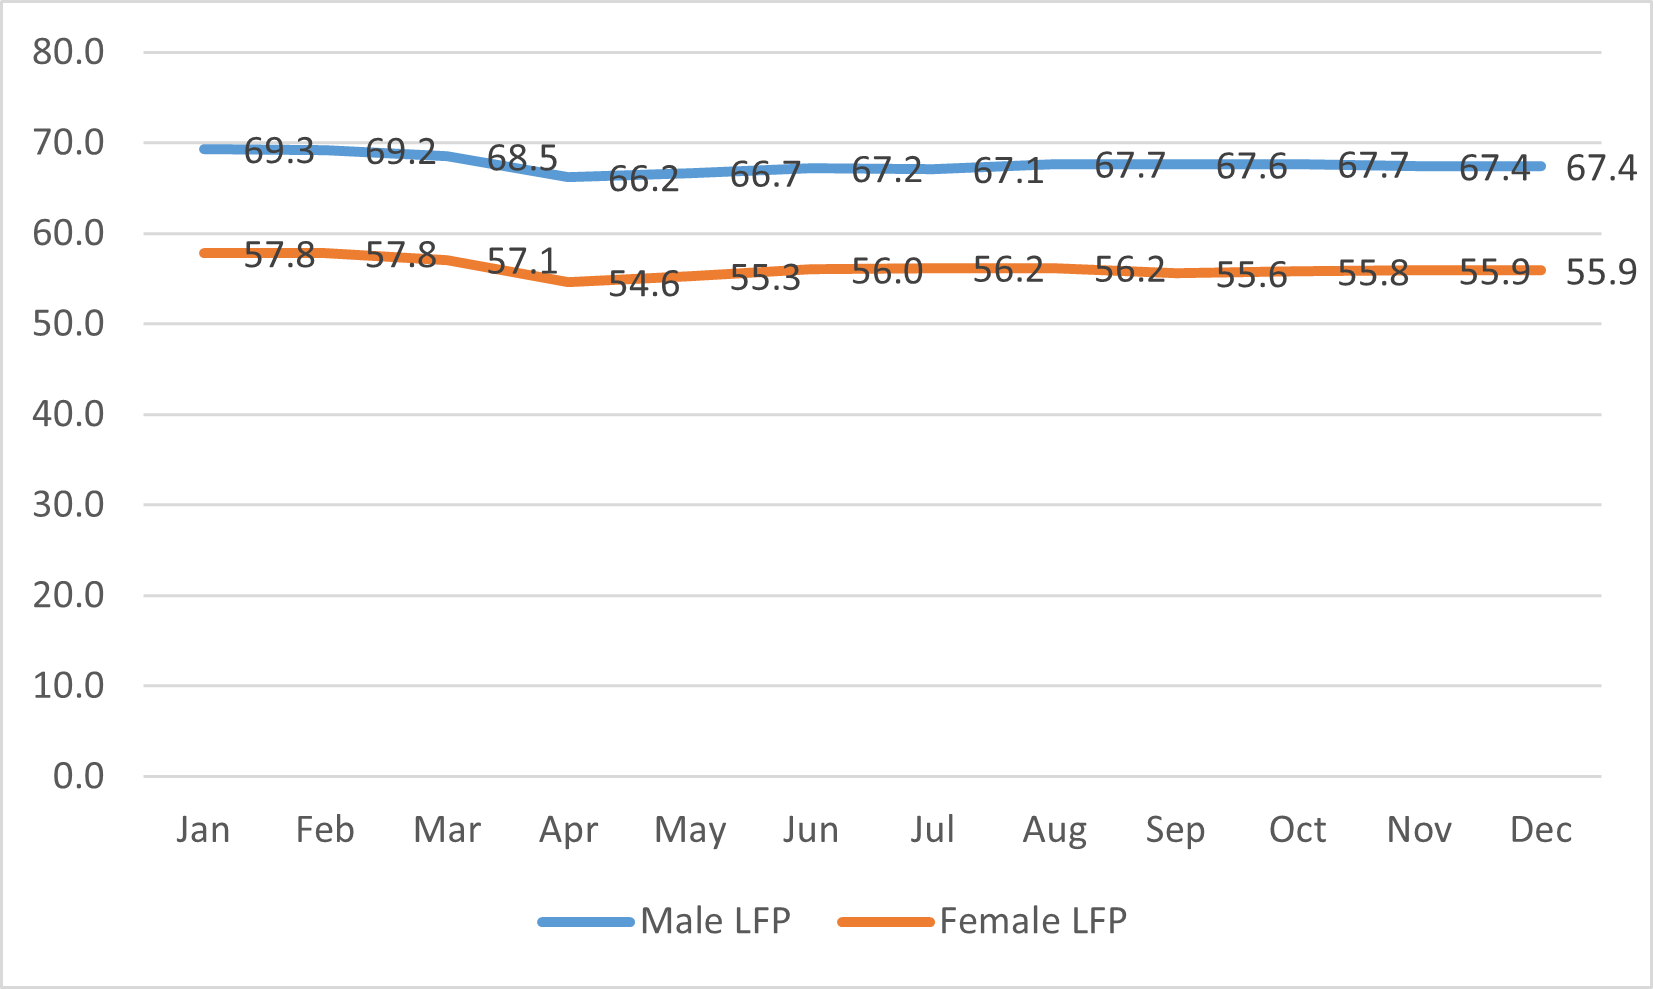 80.0
70.0
69.3 69.2 68.5 66.2 66.7 67.2 67.1 67.7 67.6 67.7 67.4 67.4
60.0
57.8 57.8 57.1 54.6 55.3 56.0 56.2 56.2 55.6 55.8 55.9 55.9
50.0
40.0
30.0
20.0
10.0
0.0
Jan Feb Mar Apr May Jun Jul Aug Sep Oct Nov Dec
Male LFP Female LFP